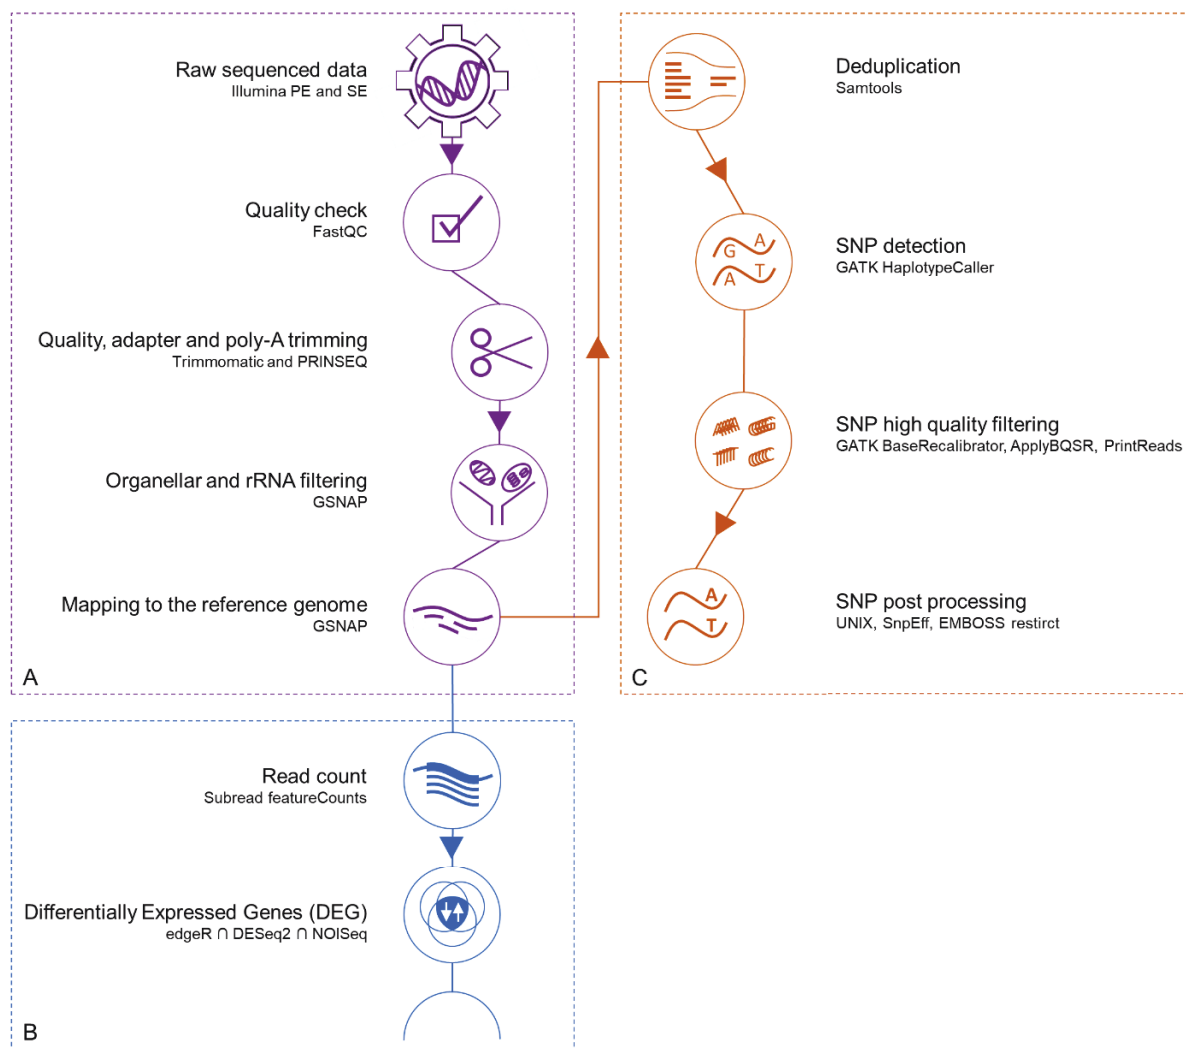 Raw sequenced data
Illumina PE and SE
Quality check
FastQC
Quality, adapter and poly-A trimming
Trimmomatic and PRINSEQ
Organellar and rRNA filtering
GSNAP
Mapping to the reference genome
GSNAP
A
Read count
Subread featureCounts
Differentially Expressed Genes (DEG)
edgeR ∩ DESeq2 ∩ NOISeq
B
Deduplication
Samtools
G A
A T
SNP detection
GATK HaplotypeCaller
SNP high quality filtering
GATK BaseRecalibrator, ApplyBQSR, PrintReads
A
T
SNP post processing
UNIX, SnpEff, EMBOSS restirct
C